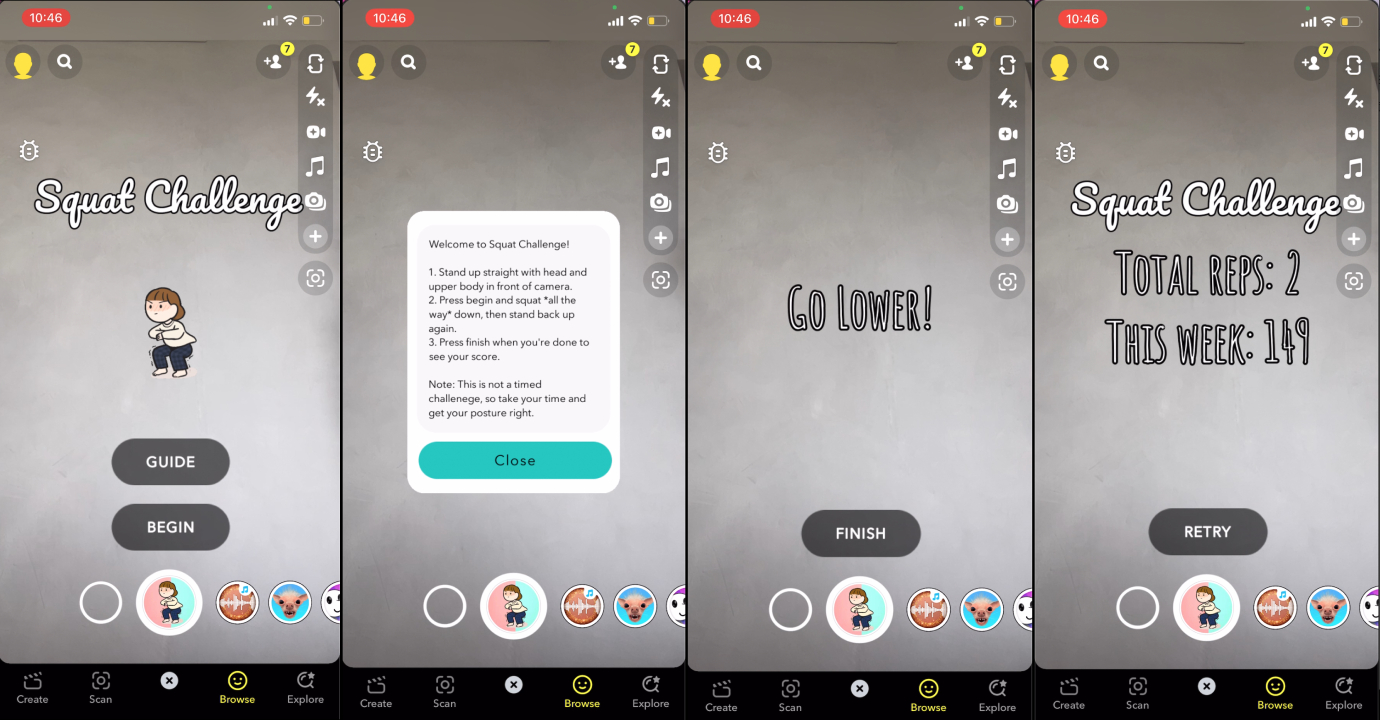 10:46
7
Squat Challenge
GUIDE
BEGIN
Create
Scan
Browse
Explore
10:46
7
Welcome to Squat Challenge!
1. Stand up straight with head and
upper body in front of camera.
2. Press begin and squat *all the
way* down, then stand back up
again.
3. Press finish when you're done to
see your score.
Note: This is not a timed
challenege, so take your time and
get your posture right.
Close
Create
Scan
Browse
Explore
10:46
7
Go Lower!
FINISH
Create
Scan
Browse
Explore
10:46
7
Squat Challenge
Total reps: 2
This week: 149
RETRY
Create
Scan
Browse
Explore